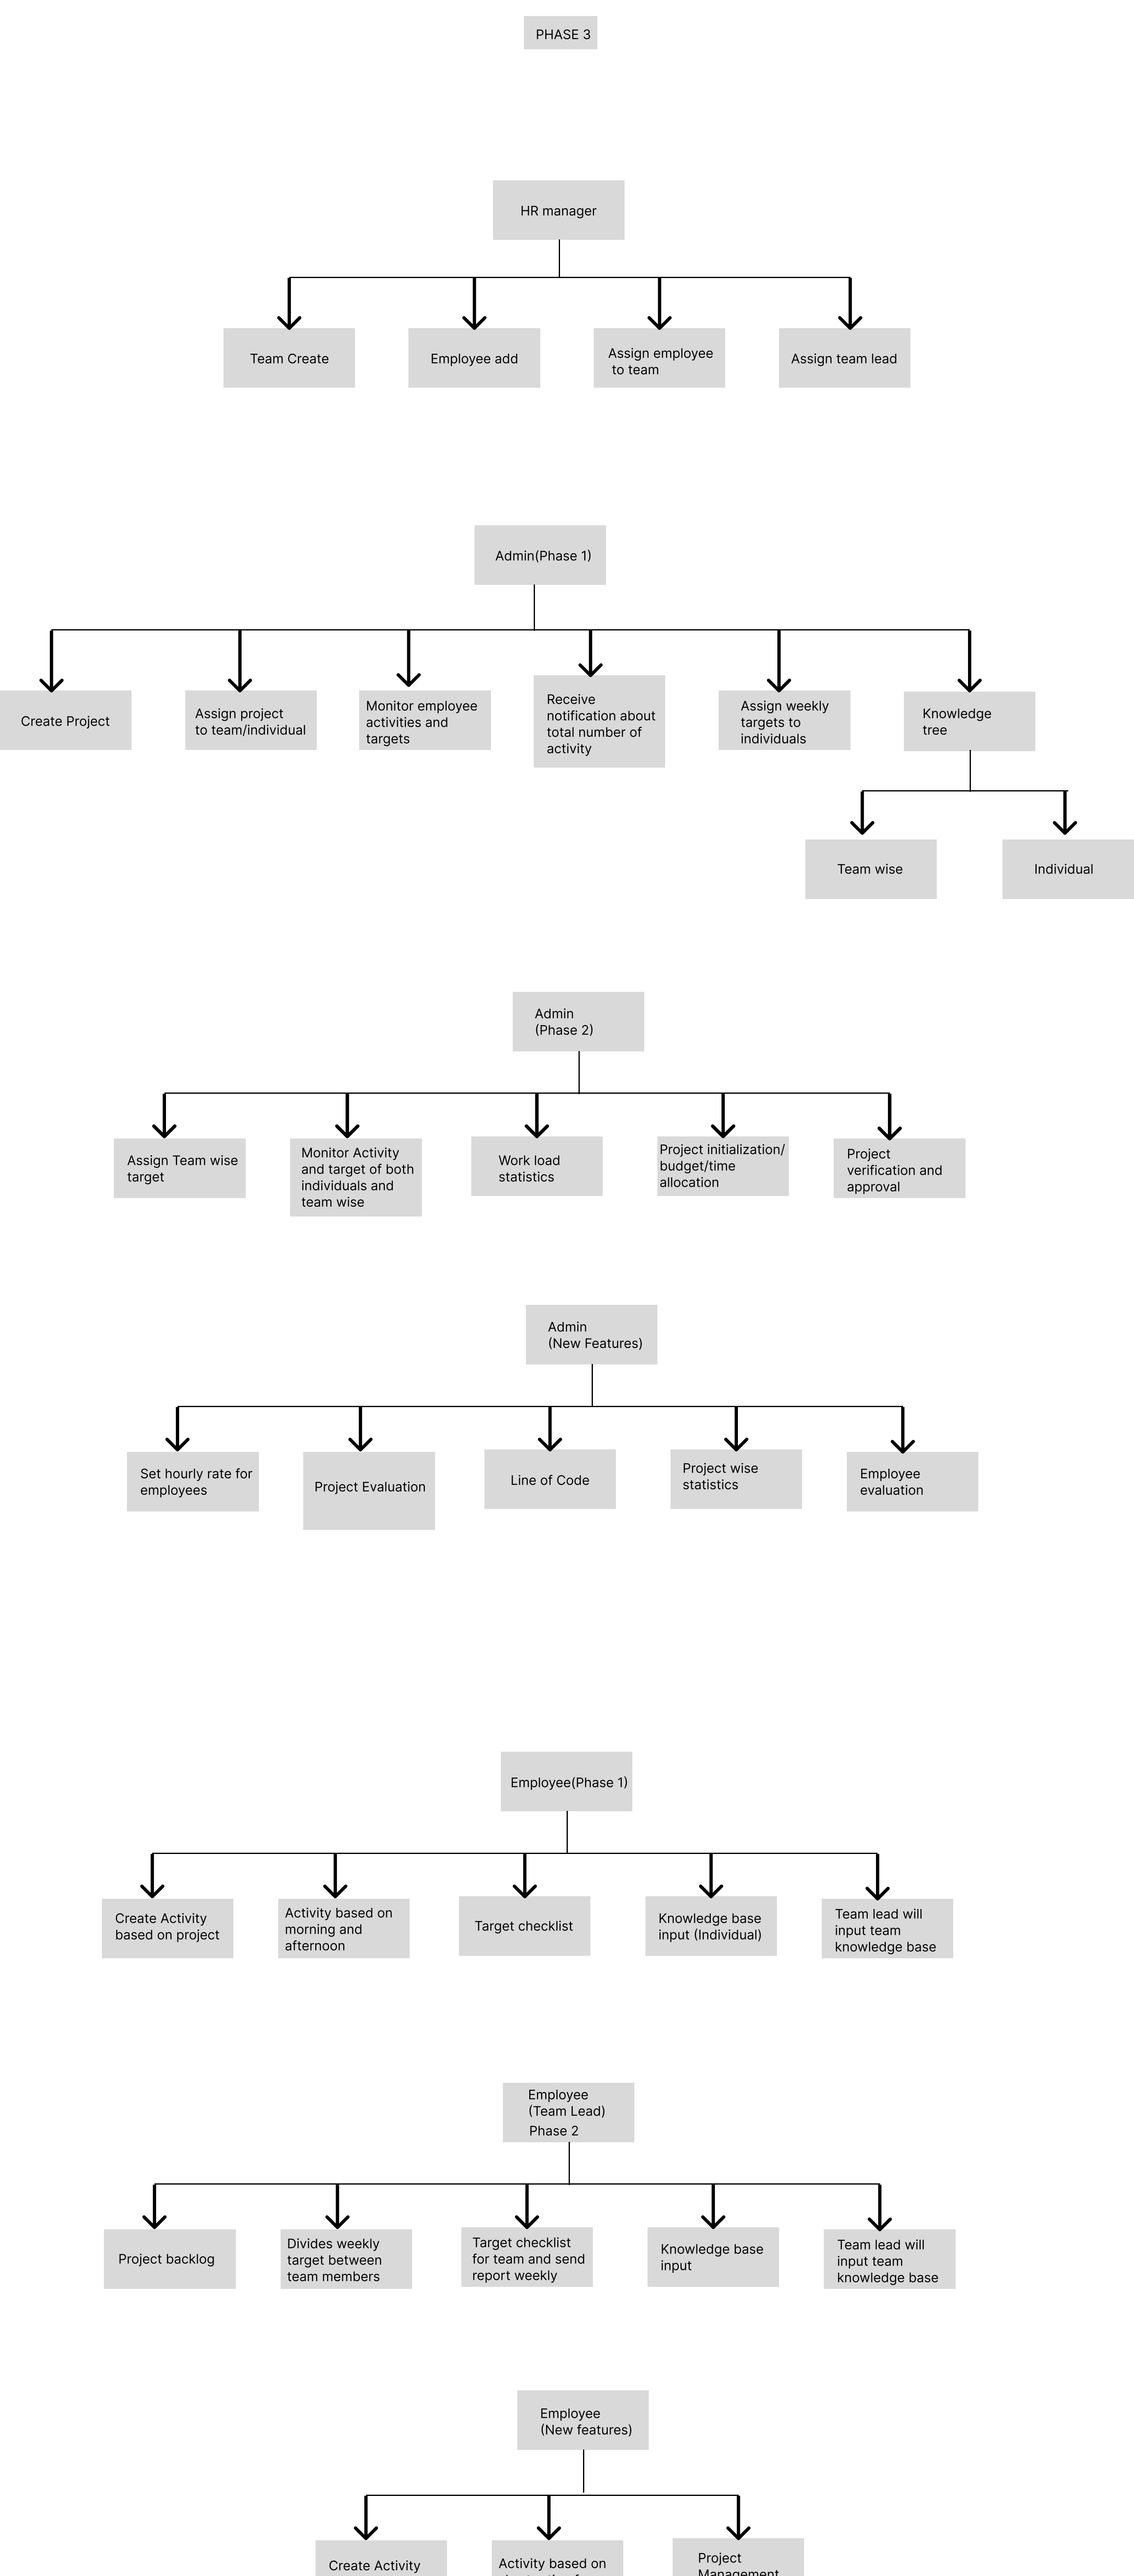 PHASE 3
HR manager
Team Create
Employee add
Assign employee
to team
Assign team lead
Admin(Phase 1)
Create Project
Assign project
to team/individual
Monitor employee
activities and
targets
Receive
notification about
total number of
activity
Assign weekly
targets to
individuals
Knowledge
tree
Team wise
Individual
Admin
(Phase 2)
Assign Team wise
target
Monitor Activity
and target of both
individuals and
team wise
Work load
statistics
Project initialization/
budget/time
allocation
Project
verification and
approval
Admin
(New Features)
Set hourly rate for
employees
Project Evaluation
Line of Code
Project wise
statistics
Employee
evaluation
Employee(Phase 1)
Create Activity
based on project
Activity based on
morning and
afternoon
Target checklist
Knowledge base
input (Individual)
Team lead will
input team
knowledge base
Employee
(Team Lead)
Phase 2
Project backlog
Divides weekly
target between
team members
Target checklist
for team and send
report weekly
Knowledge base
input
Team lead will
input team
knowledge base
Employee
(New features)
Create Activity
Activity based on
Project
Management